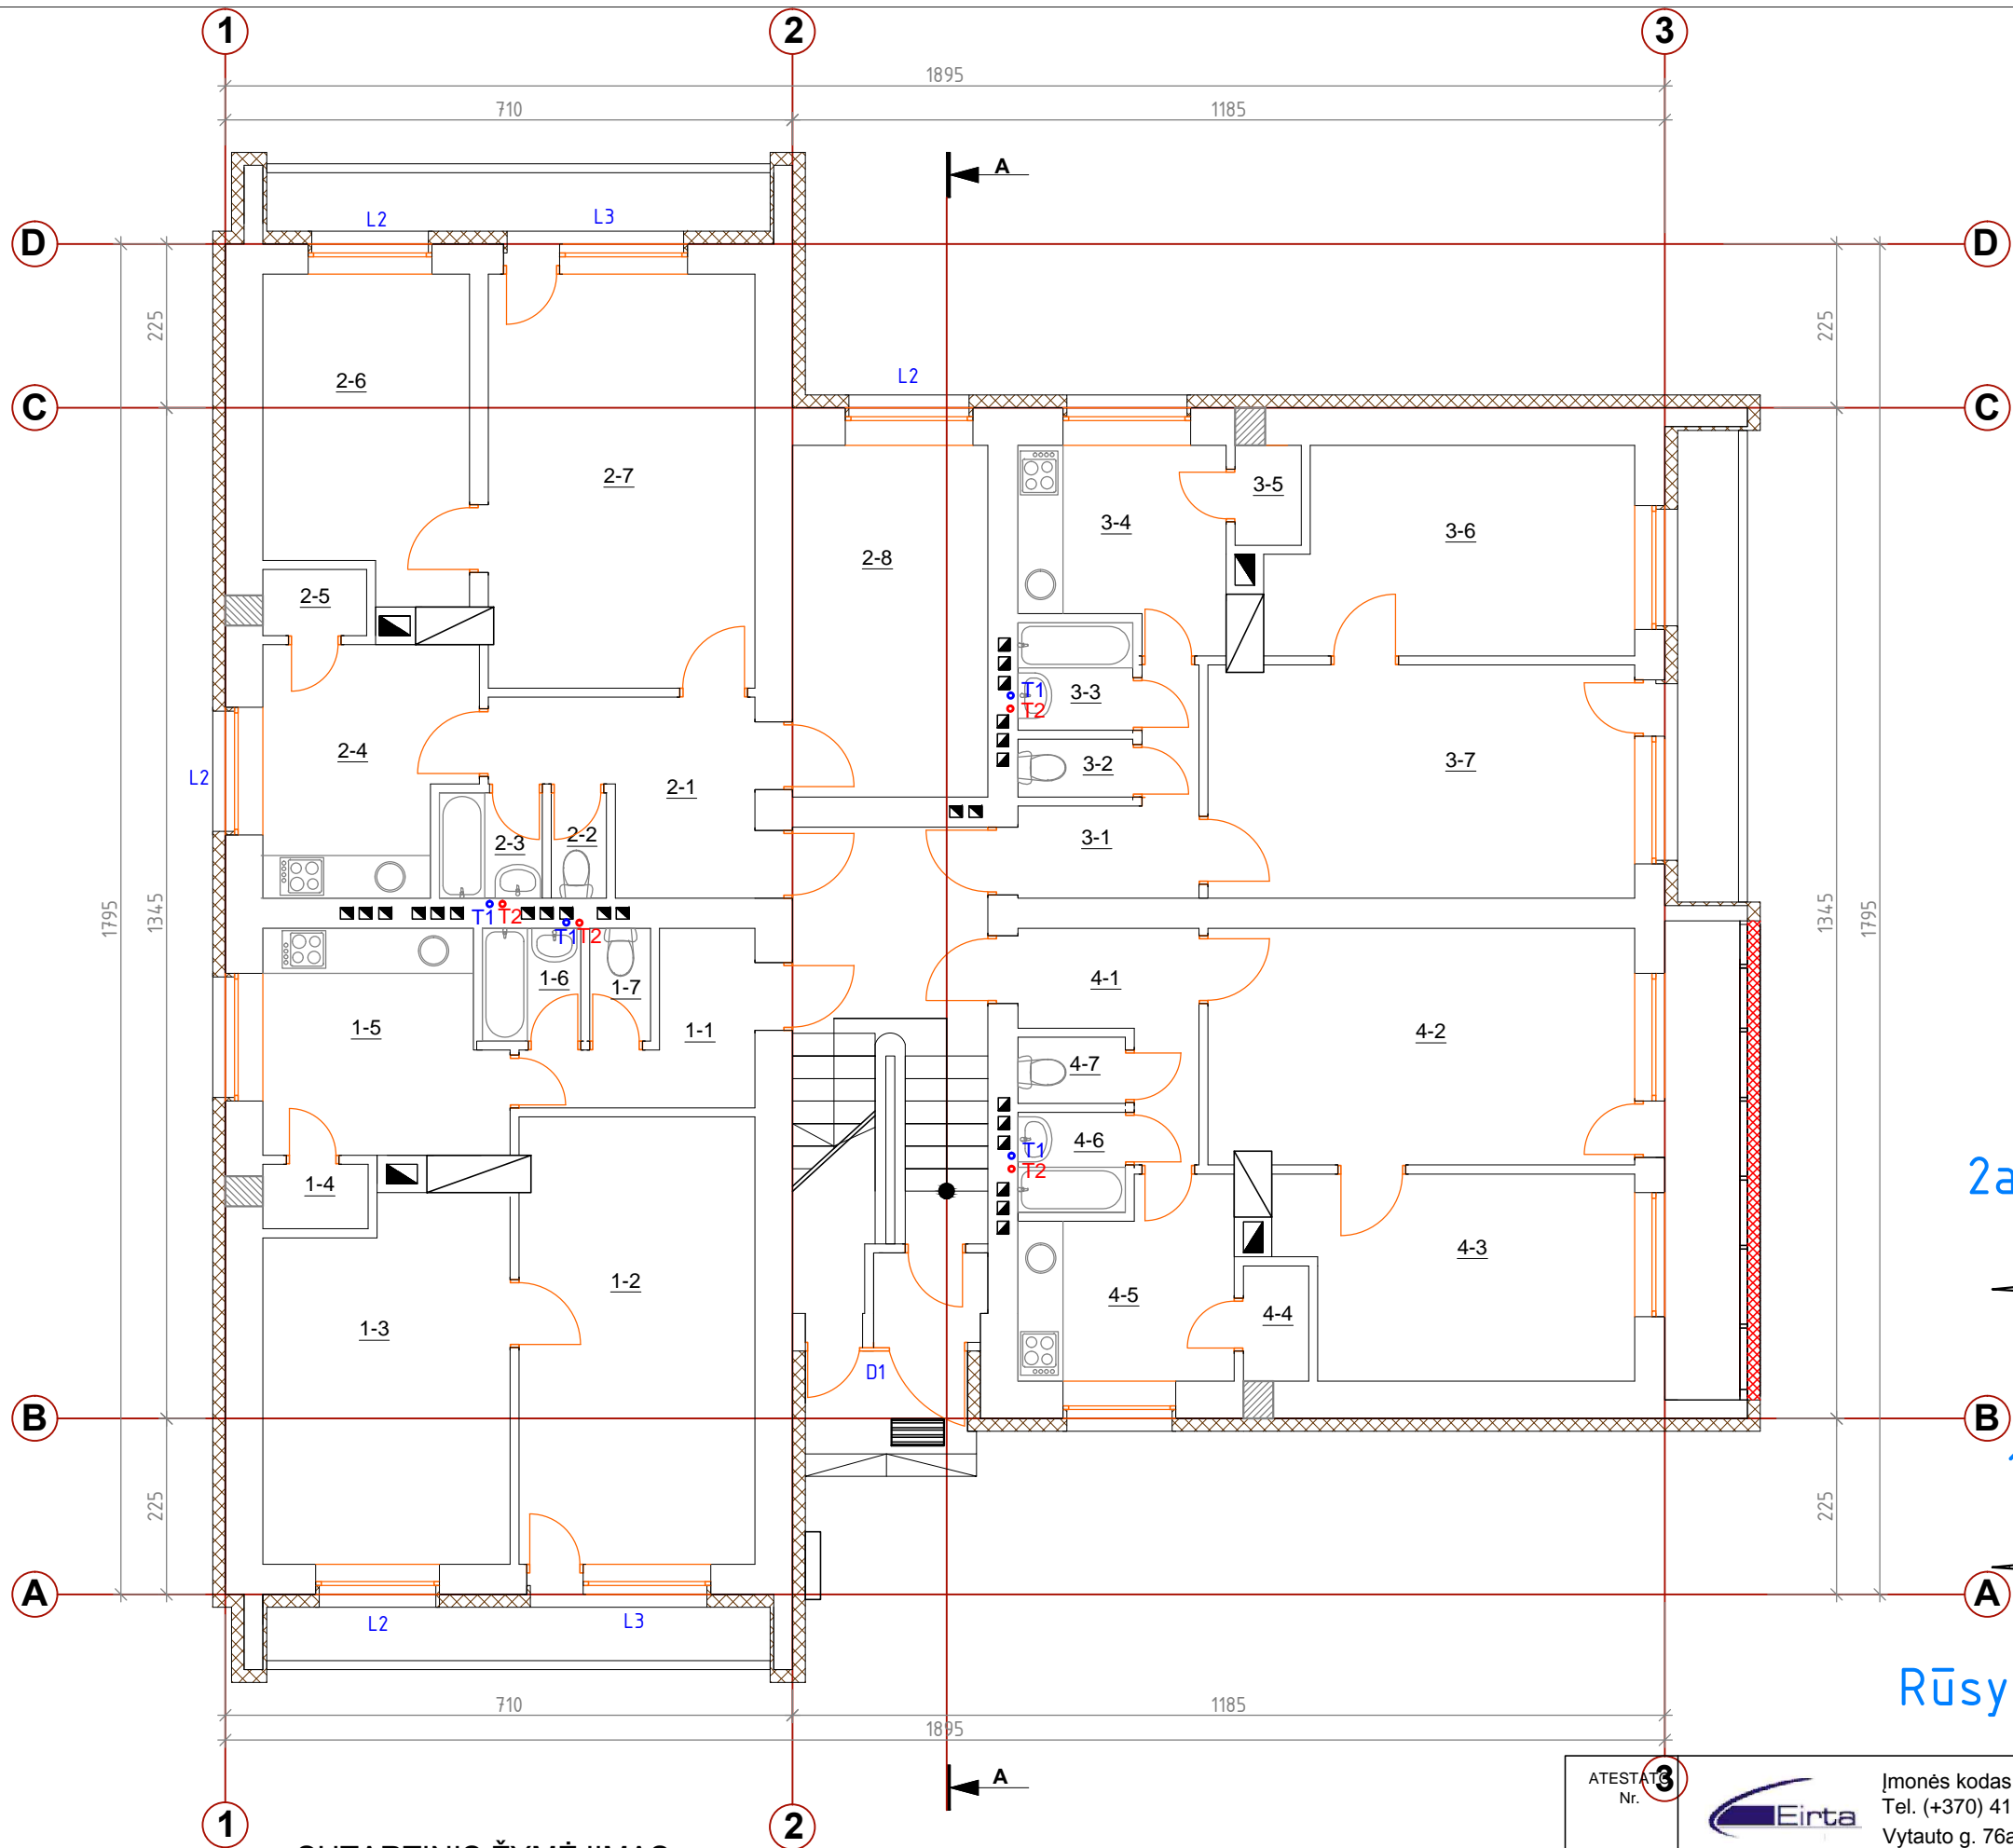 1 2 3
1895
710 1185
A
L2 L3
D D
225 225
2-6 L2
C C
2-7 3-5
3-4 3-6
2-8
2-5
T1 3-3
T2
2-4 3-7
L2 2-1 3-2
2-3 2-2 3-1
1795 1345 T1 T2 1345 1795
T1 T2
1-6 1-7 4-1
1-5 1-1 4-2
4-7
T1 4-6
T2
1-4 2a
1-2 4-3
1-3 4-5 4-4
D1
B B
225 225
A A
L2 L3
Rūsy
710 1185
1895
A
ATESTATO
Nr.
3
Eirta
Įmonės kodas
Tel. (+370) 41
Vytauto g. 76a
1 2